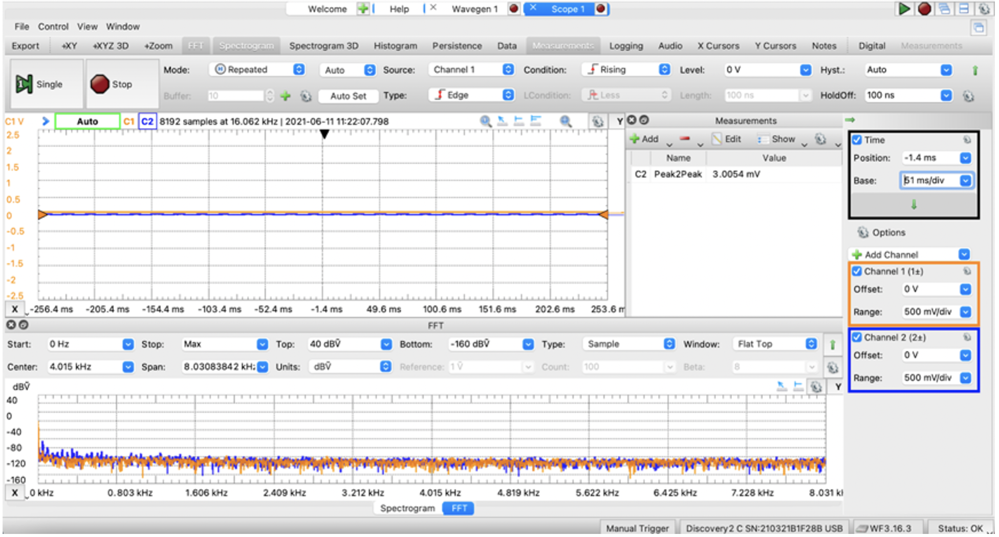 Welcome Help Wavegen 1 Scope 1
File Control View Window
Export +XY +XYZ 3D +Zoom FFT Spectrogram Spectrogram 3D Histogram Persistence Data Measurements Logging Audio X Cursors Y Cursors Notes Digital Measurements
Single Stop Mode: Repeated Auto Source: Channel 1 Condition: Rising Level: 0 V Hyst.: Auto
Buffer: 10 Auto Set Type: Edge LCondition: Less Length: 100 ns HoldOff: 100 ns
C1 V Auto C1 C2 8192 samples at 16.062 kHz | 2021-06-11 11:22:07.798 Y
2.5
2
1.5
1
0.5
0
-0.5
-1
-1.5
-2
-2.5
X -256.4 ms -205.4 ms -154.4 ms -103.4 ms -52.4 ms -1.4 ms 49.6 ms 100.6 ms 151.6 ms 202.6 ms 253.6 m
Measurements
Add Edit Show
Name Value
C2 Peak2Peak 3.0054 mV
Time
Position: -1.4 ms
Base: 51 ms/div
Options
Add Channel
Channel 1 (1±)
Offset: 0 V
Range: 500 mV/div
Channel 2 (2±)
Offset: 0 V
Range: 500 mV/div
FFT
Start: 0 Hz Stop: Max Top: 40 dBṼ Bottom: -160 dBṼ Type: Sample Window: Flat Top
Center: 4.015 kHz Span: 8.03083842 kHz Units: dBṼ Reference: 1 Ṽ Count: 100 Beta: 8
dBṼ Y
40
0
-40
-80
-120
-160
X 0 kHz 0.803 kHz 1.606 kHz 2.409 kHz 3.212 kHz 4.015 kHz 4.819 kHz 5.622 kHz 6.425 kHz 7.228 kHz 8.031 kH
Spectrogram FFT
Manual Trigger Discovery2 C SN:210321B1F28B USB WF3.16.3 Status: OK